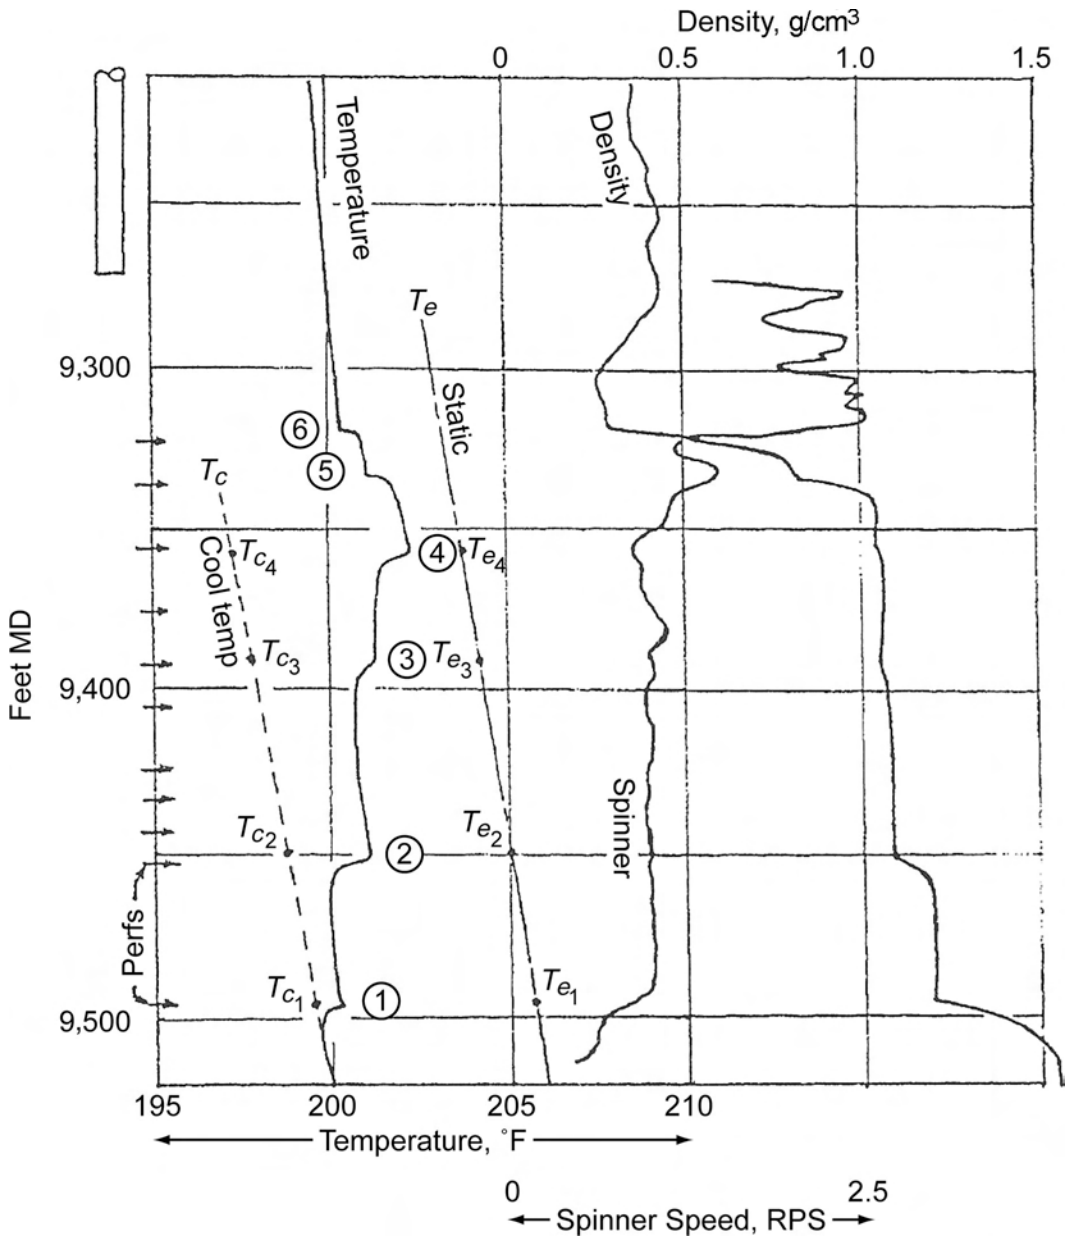 Density, g/cm³
0 0.5 1.0 1.5
Temperature
Density
Te
9,300
Static
6
5
Tc
4
Tc4
Te4
Cool temp
Feet MD
3
Tc3
Te3
9,400
Spinner
Tc2
Te2
2
Perfs
Tc1
1
Te1
9,500
195 200 205 210
Temperature, °F
0 2.5
Spinner Speed, RPS